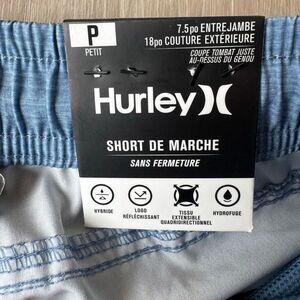 P
PETIT
7.5po ENTREJAMBE
18po COUTURE EXTÉRIEURE
COUPE TOMBAT JUSTE
AU-DESSUS DU GENOU
Hurley
SHORT DE MARCHE
SANS FERMETURE
HYBRIDE
LOGO
RÉFLÉCHISSANT
TISSU
EXTENSIBLE
QUADRIDIRECTIONNEL
HYDROFUGE